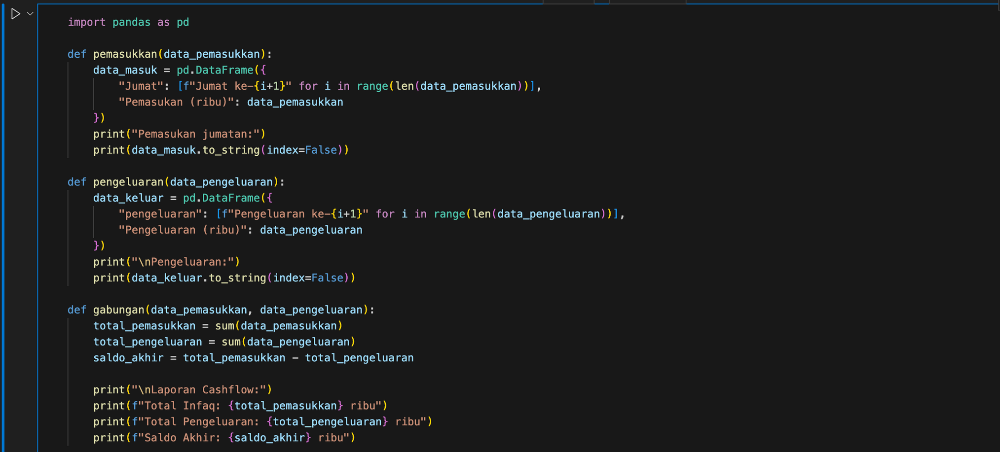 import pandas as pd
def pemasukkan(data_pemasukkan):
    data_masuk = pd.DataFrame({
        "Jumat": [f"Jumat ke-{i+1}" for i in range(len(data_pemasukkan))],
        "Pemasukan (ribu)": data_pemasukkan
    })
    print("Pemasukan jumatan:")
    print(data_masuk.to_string(index=False))
def pengeluaran(data_pengeluaran):
    data_keluar = pd.DataFrame({
        "pengeluaran": [f"Pengeluaran ke-{i+1}" for i in range(len(data_pengeluaran))],
        "Pengeluaran (ribu)": data_pengeluaran
    })
    print("\nPengeluaran:")
    print(data_keluar.to_string(index=False))
def gabungan(data_pemasukkan, data_pengeluaran):
    total_pemasukkan = sum(data_pemasukkan)
    total_pengeluaran = sum(data_pengeluaran)
    saldo_akhir = total_pemasukkan - total_pengeluaran
    print("\nLaporan Cashflow:")
    print(f"Total Infaq: {total_pemasukkan} ribu")
    print(f"Total Pengeluaran: {total_pengeluaran} ribu")
    print(f"Saldo Akhir: {saldo_akhir} ribu")